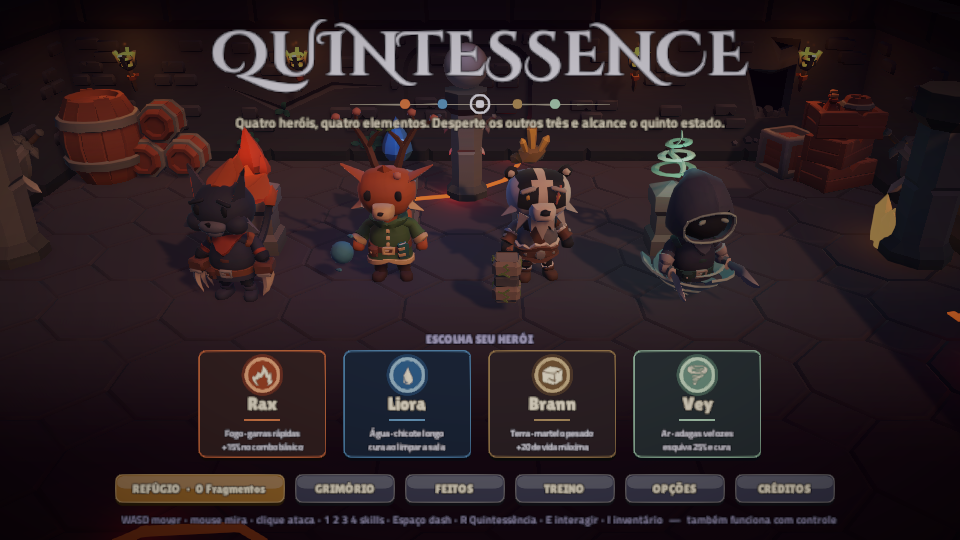 QUINTESSENCE
Quatro heróis, quatro elementos. Desperte os outros três e alcance o quinto estado.
ESCOLHA SEU HERÓI
Rax
Fogo · garras rápidas
+15% no combo básico
Liora
Água · chicote longo
cura ao limpar a sala
Brann
Terra · martelo pesado
+20 de vida máxima
Vey
Ar · adagas velozes
esquiva 25% e cura
REFÚGIO · 0 Fragmentos
GRIMÓRIO
FEITOS
TREINO
OPÇÕES
CRÉDITOS
WASD mover · mouse mira · clique ataca · 1 2 3 4 skills · Espaço dash · R Quintessência · E interagir · I inventário — também funciona com controle